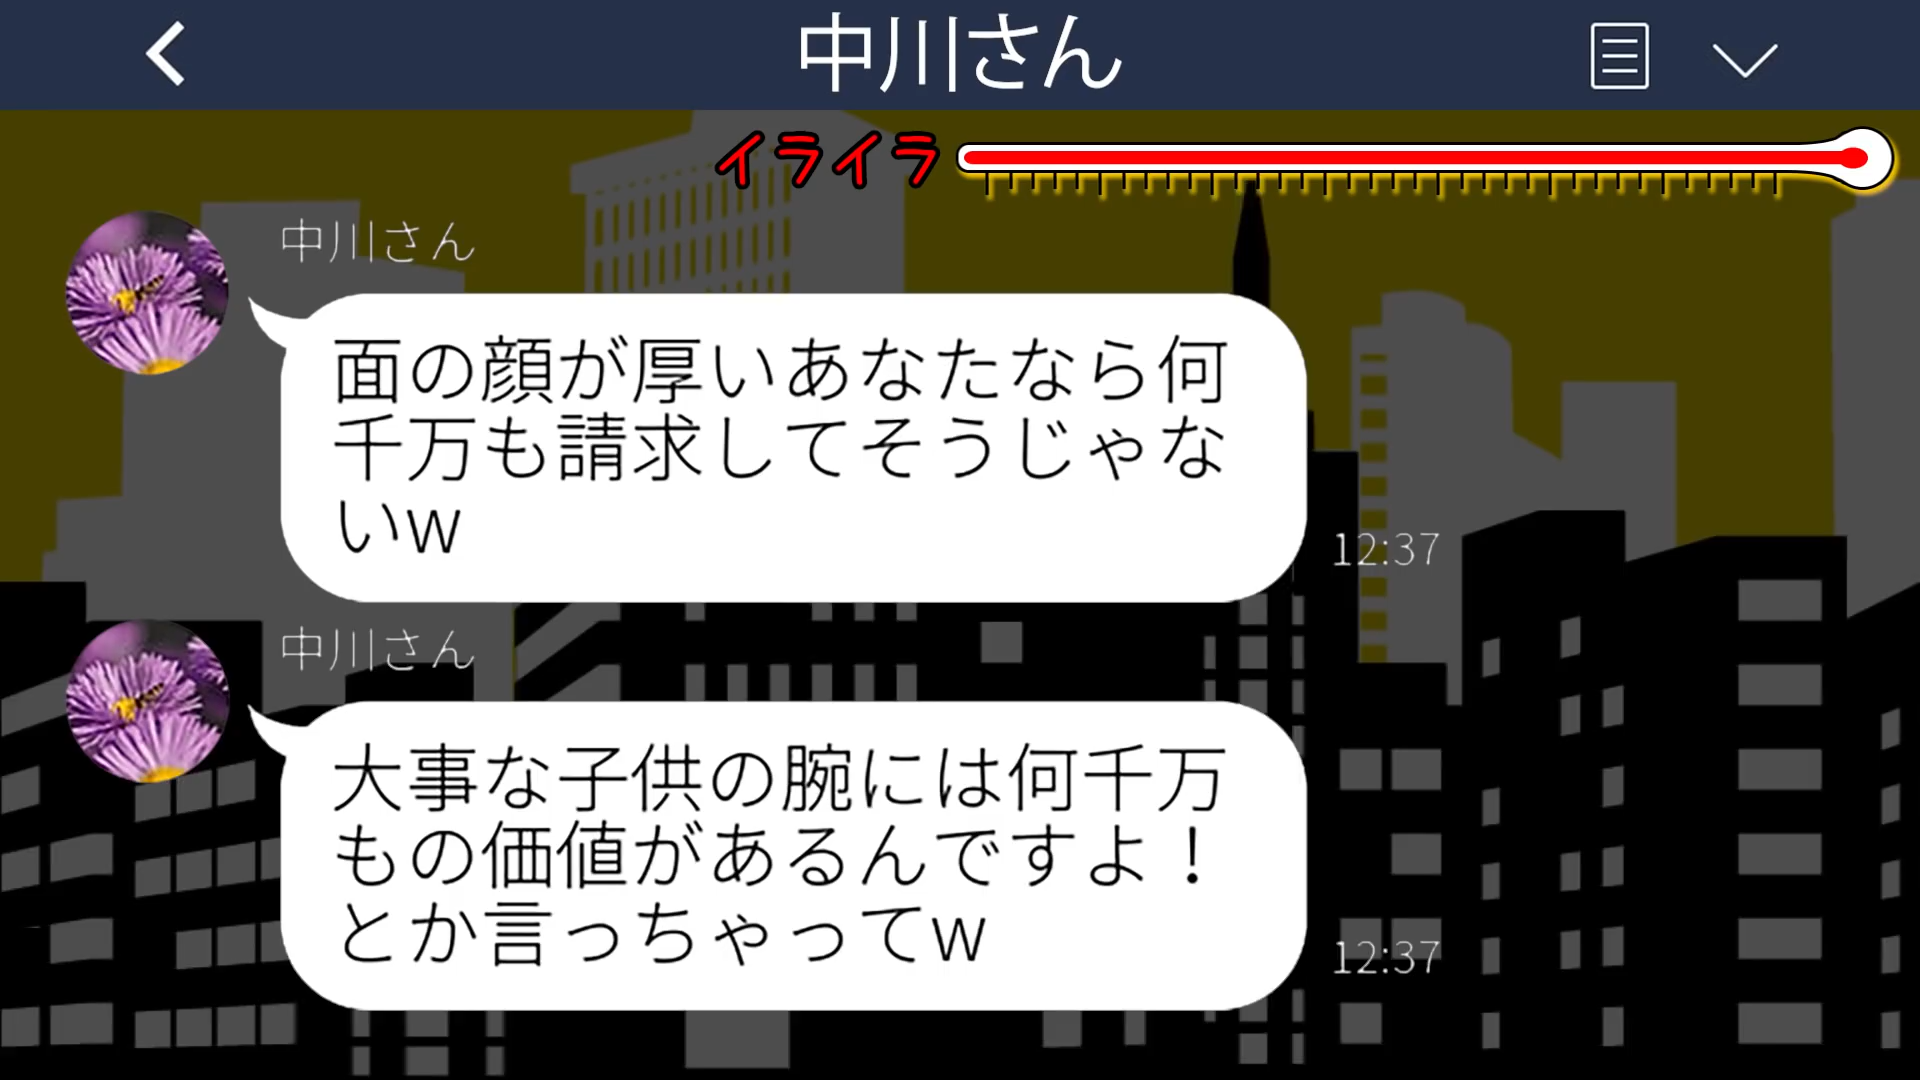 中川さん
イライラ
中川さん
面の顔が厚いあなたなら何
千万も請求してそうじゃな
いw
12:37
中川さん
大事な子供の腕には何千万
もの価値があるんですよ！
とか言っちゃってw
12:37